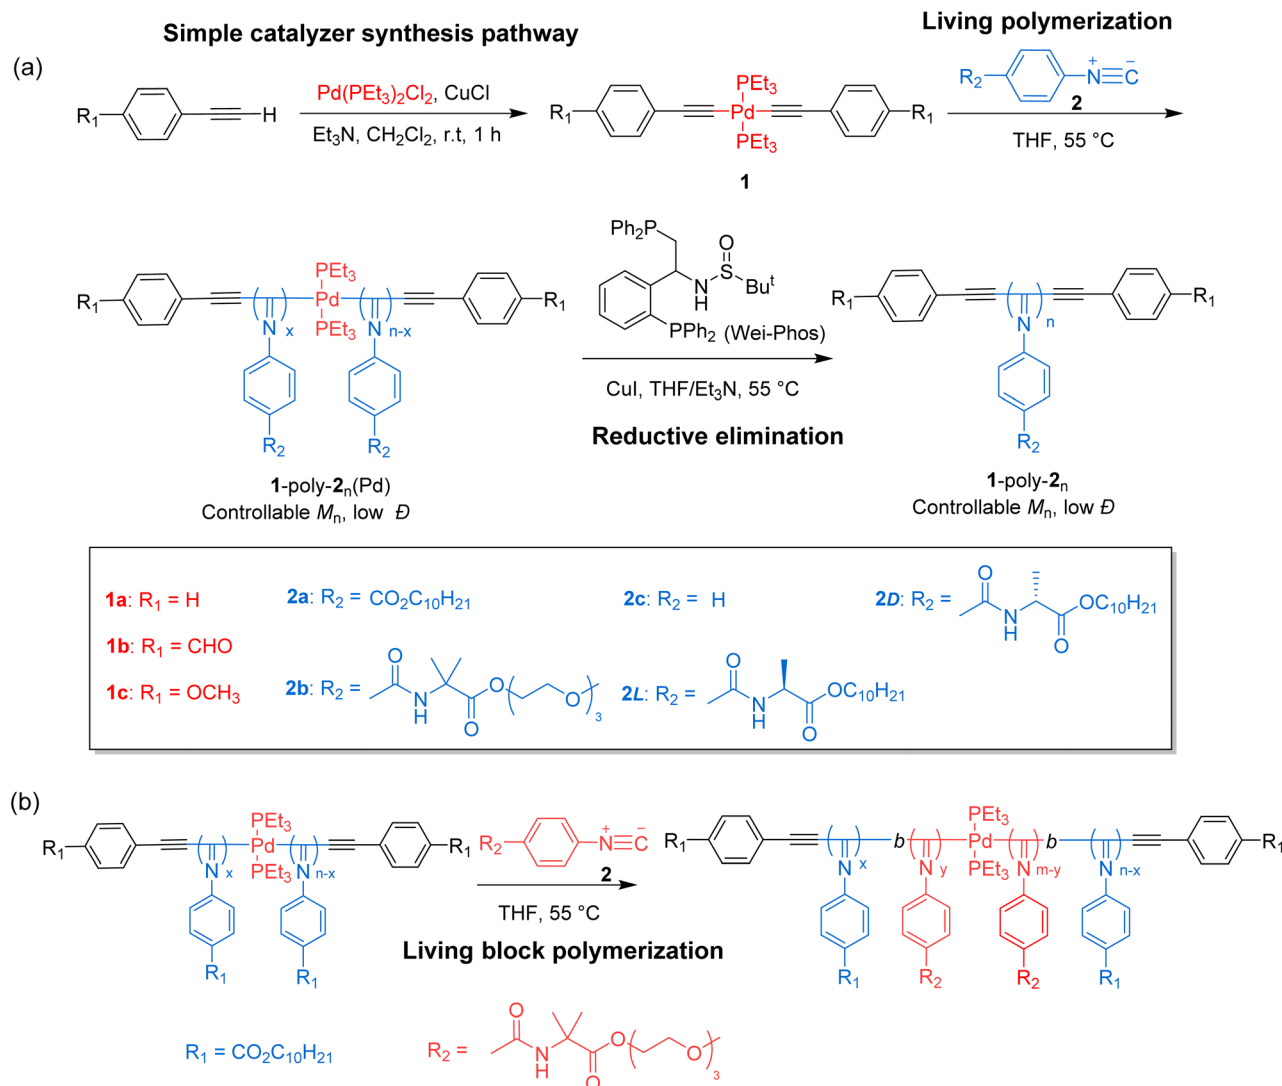 Simple catalyzer synthesis pathway
Living polymerization
(a)
R1
H
Pd(PEt3)2Cl2, CuCl
Et3N, CH2Cl2, r.t, 1 h
R1
PEt3
Pd
PEt3
R1
1
R2
N+≡C−
2
THF, 55 °C
R1
PEt3
Pd
PEt3
R1
N
x
N
n-x
R2
R2
1-poly-2n(Pd)
Controllable Mn, low Đ
Ph2P
O
S
NH
But
PPh2 (Wei-Phos)
CuI, THF/Et3N, 55 °C
Reductive elimination
R1
R1
N
n
R2
1-poly-2n
Controllable Mn, low Đ
1a: R1 = H
1b: R1 = CHO
1c: R1 = OCH3
2a: R2 = CO2C10H21
2b: R2 =
O
N
H
O
O
O
3
2c: R2 = H
2L: R2 =
O
N
H
OC10H21
O
2D: R2 =
O
N
H
OC10H21
O
(b)
R1
PEt3
Pd
PEt3
R1
N
x
N
n-x
R1
R1
R2
N+≡C−
2
THF, 55 °C
Living block polymerization
R1
b
PEt3
Pd
PEt3
b
R1
N
x
N
y
N
m-y
N
n-x
R1
R2
R2
R1
R1 = CO2C10H21
R2 =
O
N
H
O
O
O
3